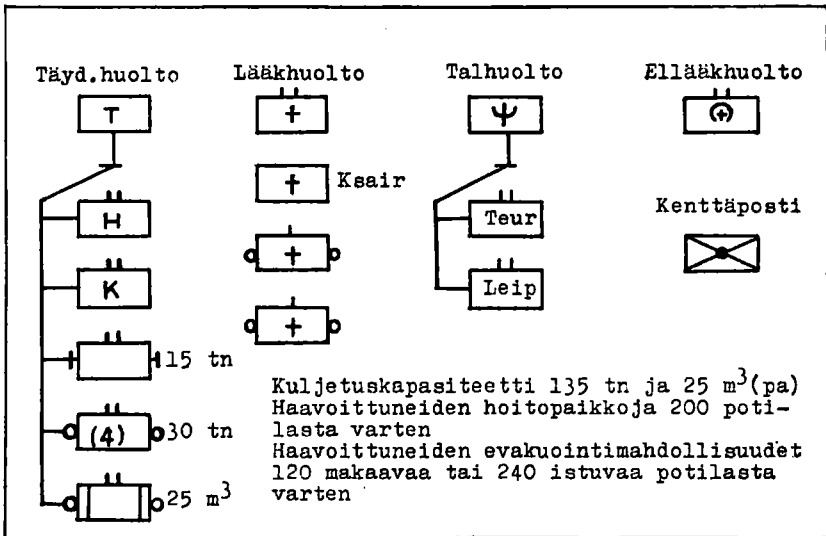 Täyd.huolto
Lääkhuolto
Talhuolto
Ellääkhuolto
T
Ksair
H
Teur
Kenttäposti
K
Leip
15 tn
(4) 30 tn
25 m³
Kuljetuskapasiteetti 135 tn ja 25 m³(pa)
Haavoittuneiden hoitopaikkoja 200 poti-
lasta varten
Haavoittuneiden evakuointimahdollisuudet
120 makaavaa tai 240 istuvaa potilasta
varten